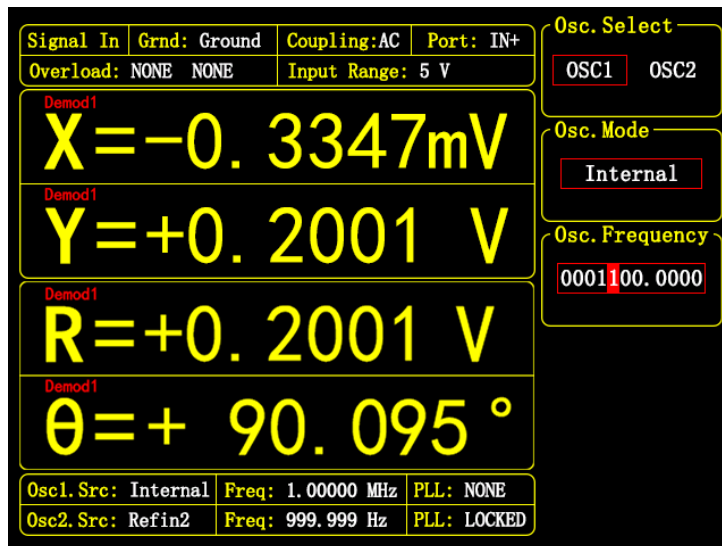 Signal In Grnd: Ground Coupling:AC Port: IN+
Overload: NONE NONE Input Range: 5 V
Demod1
X=-0.3347mV
Demod1
Y=+0.2001 V
Demod1
R=+0.2001 V
Demod1
θ=+ 90.095 °
Osc1.Src: Internal Freq: 1.00000 MHz PLL: NONE
Osc2.Src: Refin2 Freq: 999.999 Hz PLL: LOCKED
Osc.Select
OSC1 OSC2
Osc.Mode
Internal
Osc.Frequency
0001100.0000